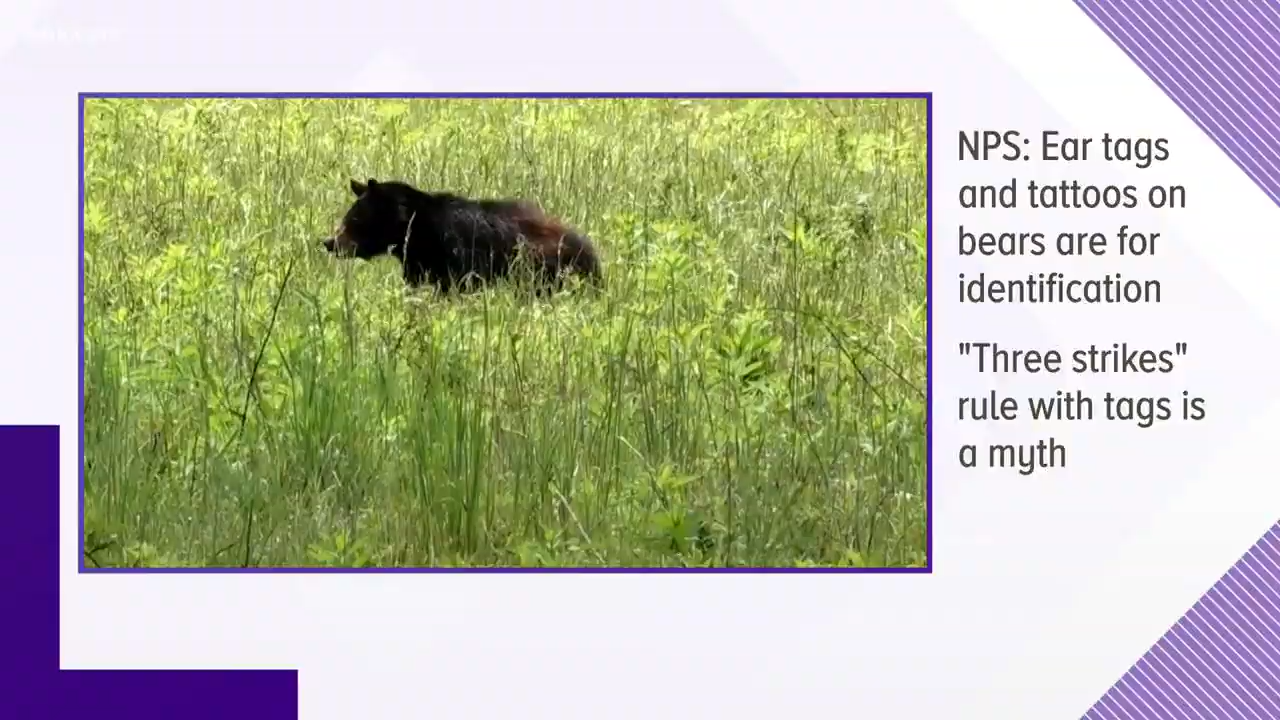 NPS: Ear tags
and tattoos on
bears are for
identification
"Three strikes"
rule with tags is
a myth